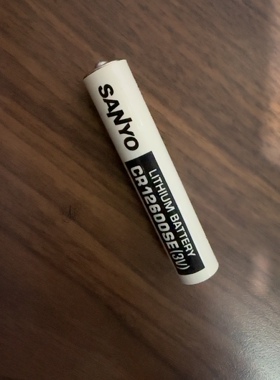 SANYO
LITHIUM BATTERY
CR12600SE(3V)